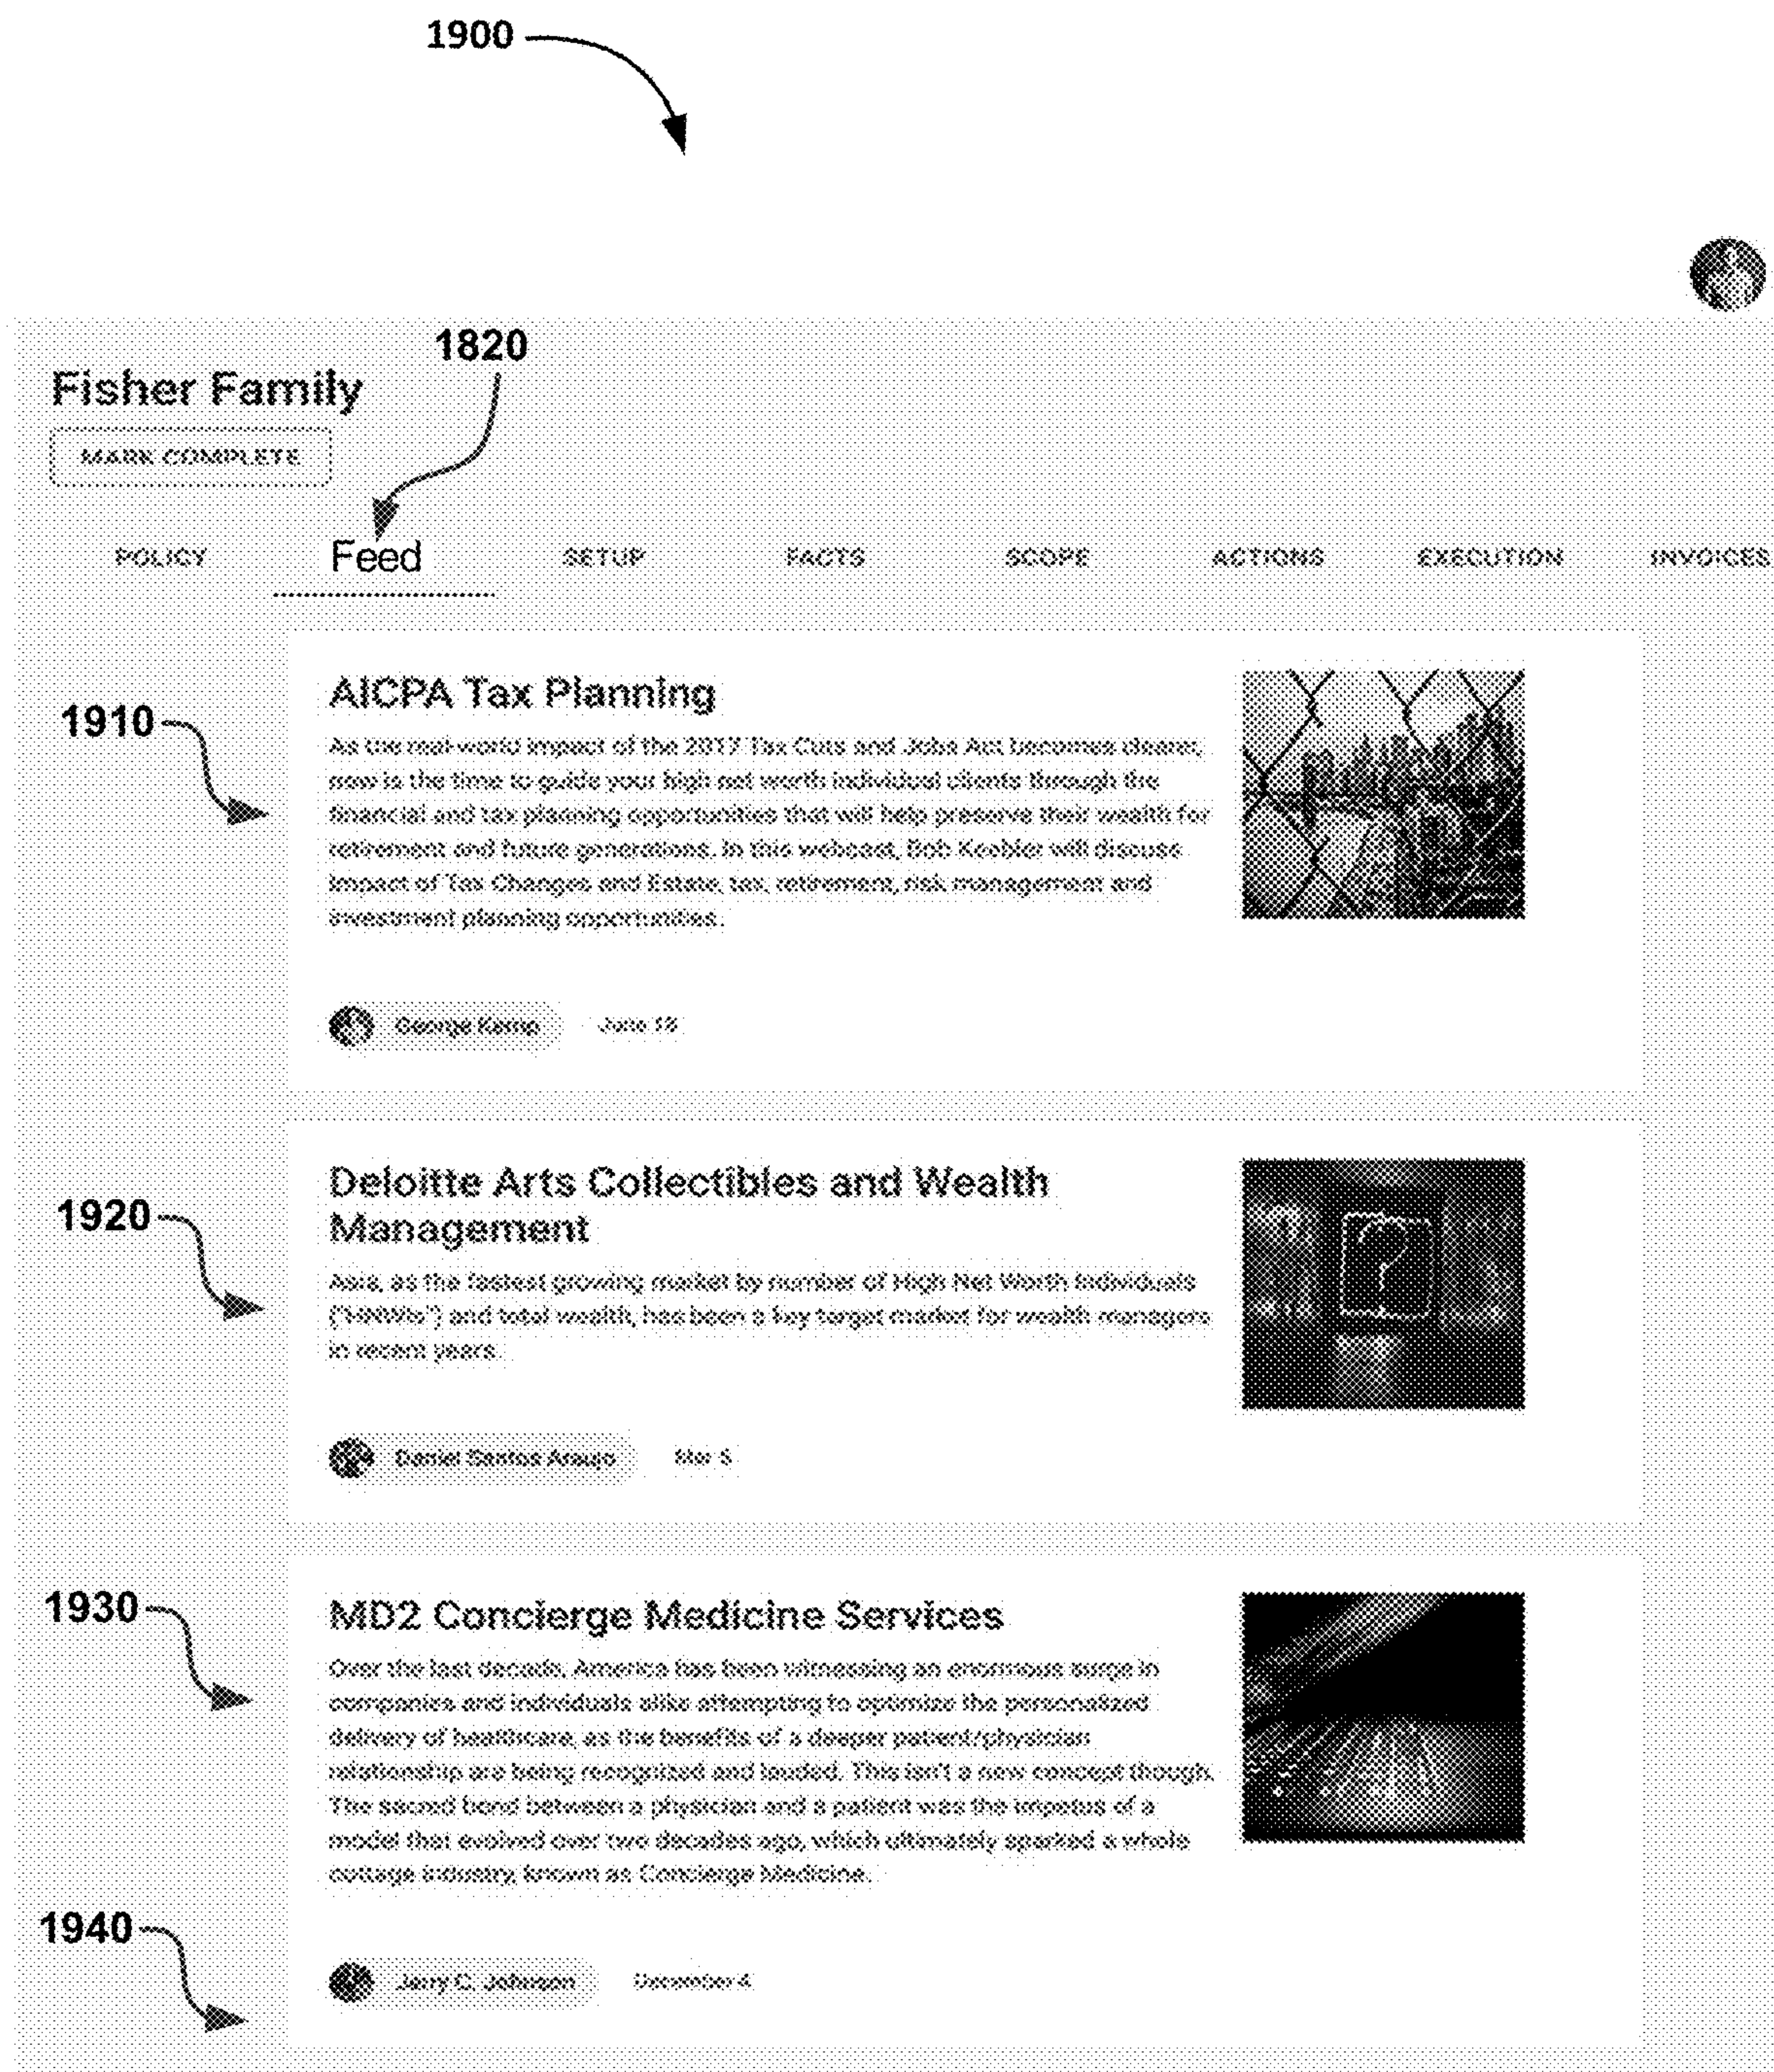 1900
1820
Fisher Family
MARK COMPLETE
POLICY Feed SETUP FACTS SCOPE ACTIONS EXECUTION INVOICES
1910
AICPA Tax Planning
As the real-world impact of the 2017 Tax Cuts and Jobs Act becomes clearer,
now is the time to guide your high net worth individual clients through the
financial and tax planning opportunities that will help preserve their wealth for
retirement and future generations. In this webcast, Bob Keebler will discuss
Impact of Tax Changes and Estate, tax, retirement, risk management and
investment planning opportunities.
George Kemp June 18
1920
Deloitte Arts Collectibles and Wealth
Management
Asia, as the fastest growing market by number of High Net Worth Individuals
("HNWIs") and total wealth, has been a key target market for wealth managers
in recent years.
Daniel Santos Araujo Mar 5
1930
MD2 Concierge Medicine Services
Over the last decade, America has been witnessing an enormous surge in
companies and individuals alike attempting to optimize the personalized
delivery of healthcare, as the benefits of a deeper patient/physician
relationship are being recognized and lauded. This isn't a new concept though.
The sacred bond between a physician and a patient was the impetus of a
model that evolved over two decades ago, which ultimately sparked a whole
cottage industry, known as Concierge Medicine.
1940
Jerry C. Johnson December 4